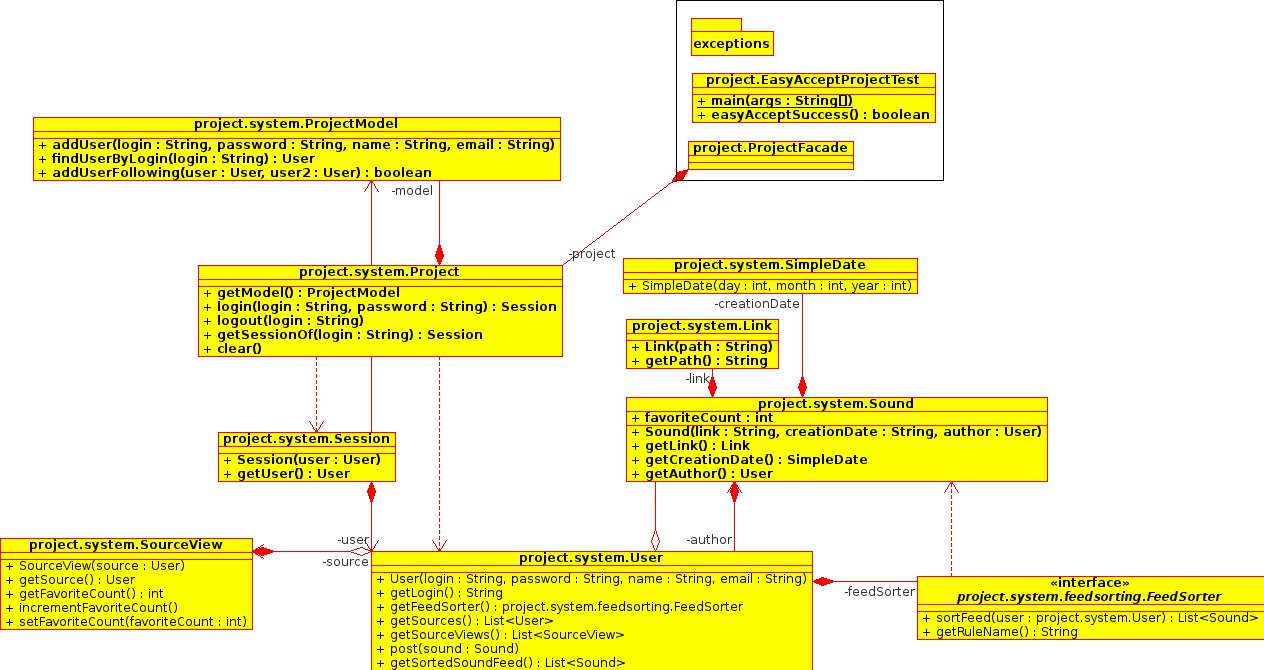 exceptions
project.EasyAcceptProjectTest
+ main(args : String[])
+ easyAcceptSuccess() : boolean
project.ProjectFacade
project.system.ProjectModel
+ addUser(login : String, password : String, name : String, email : String)
+ findUserByLogin(login : String) : User
+ addUserFollowing(user : User, user2 : User) : boolean
-model
-project
project.system.Project
+ getModel() : ProjectModel
+ login(login : String, password : String) : Session
+ logout(login : String)
+ getSessionOf(login : String) : Session
+ clear()
project.system.SimpleDate
+ SimpleDate(day : int, month : int, year : int)
-creationDate
project.system.Link
+ Link(path : String)
+ getPath() : String
-link
project.system.Sound
+ favoriteCount : int
+ Sound(link : String, creationDate : String, author : User)
+ getLink() : Link
+ getCreationDate() : SimpleDate
+ getAuthor() : User
project.system.Session
+ Session(user : User)
+ getUser() : User
-user
-source
-author
project.system.SourceView
+ SourceView(source : User)
+ getSource() : User
+ getFavoriteCount() : int
+ incrementFavoriteCount()
+ setFavoriteCount(favoriteCount : int)
project.system.User
+ User(login : String, password : String, name : String, email : String)
+ getLogin() : String
+ getFeedSorter() : project.system.feedsorting.FeedSorter
+ getSources() : List<User>
+ getSourceViews() : List<SourceView>
+ post(sound : Sound)
+ getSortedSoundFeed() : List<Sound>
-feedSorter
«interface»
project.system.feedsorting.FeedSorter
+ sortFeed(user : project.system.User) : List<Sound>
+ getRuleName() : String